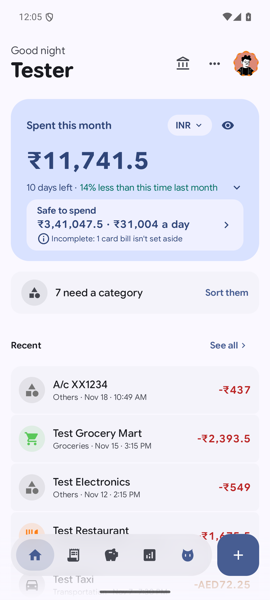 12:05
Good night
Tester
Spent this month
INR
₹11,741.5
10 days left · 14% less than this time last month
Safe to spend
₹3,41,047.5 · ₹31,004 a day
Incomplete: 1 card bill isn't set aside
7 need a category
Sort them
Recent
See all
A/c XX1234
-₹437
Others · Nov 18 · 10:49 AM
Test Grocery Mart
-₹2,393.5
Groceries · Nov 15 · 3:15 PM
Test Electronics
-₹549
Others · Nov 12 · 2:15 PM
Test Restaurant
Test Taxi
-AED72.25